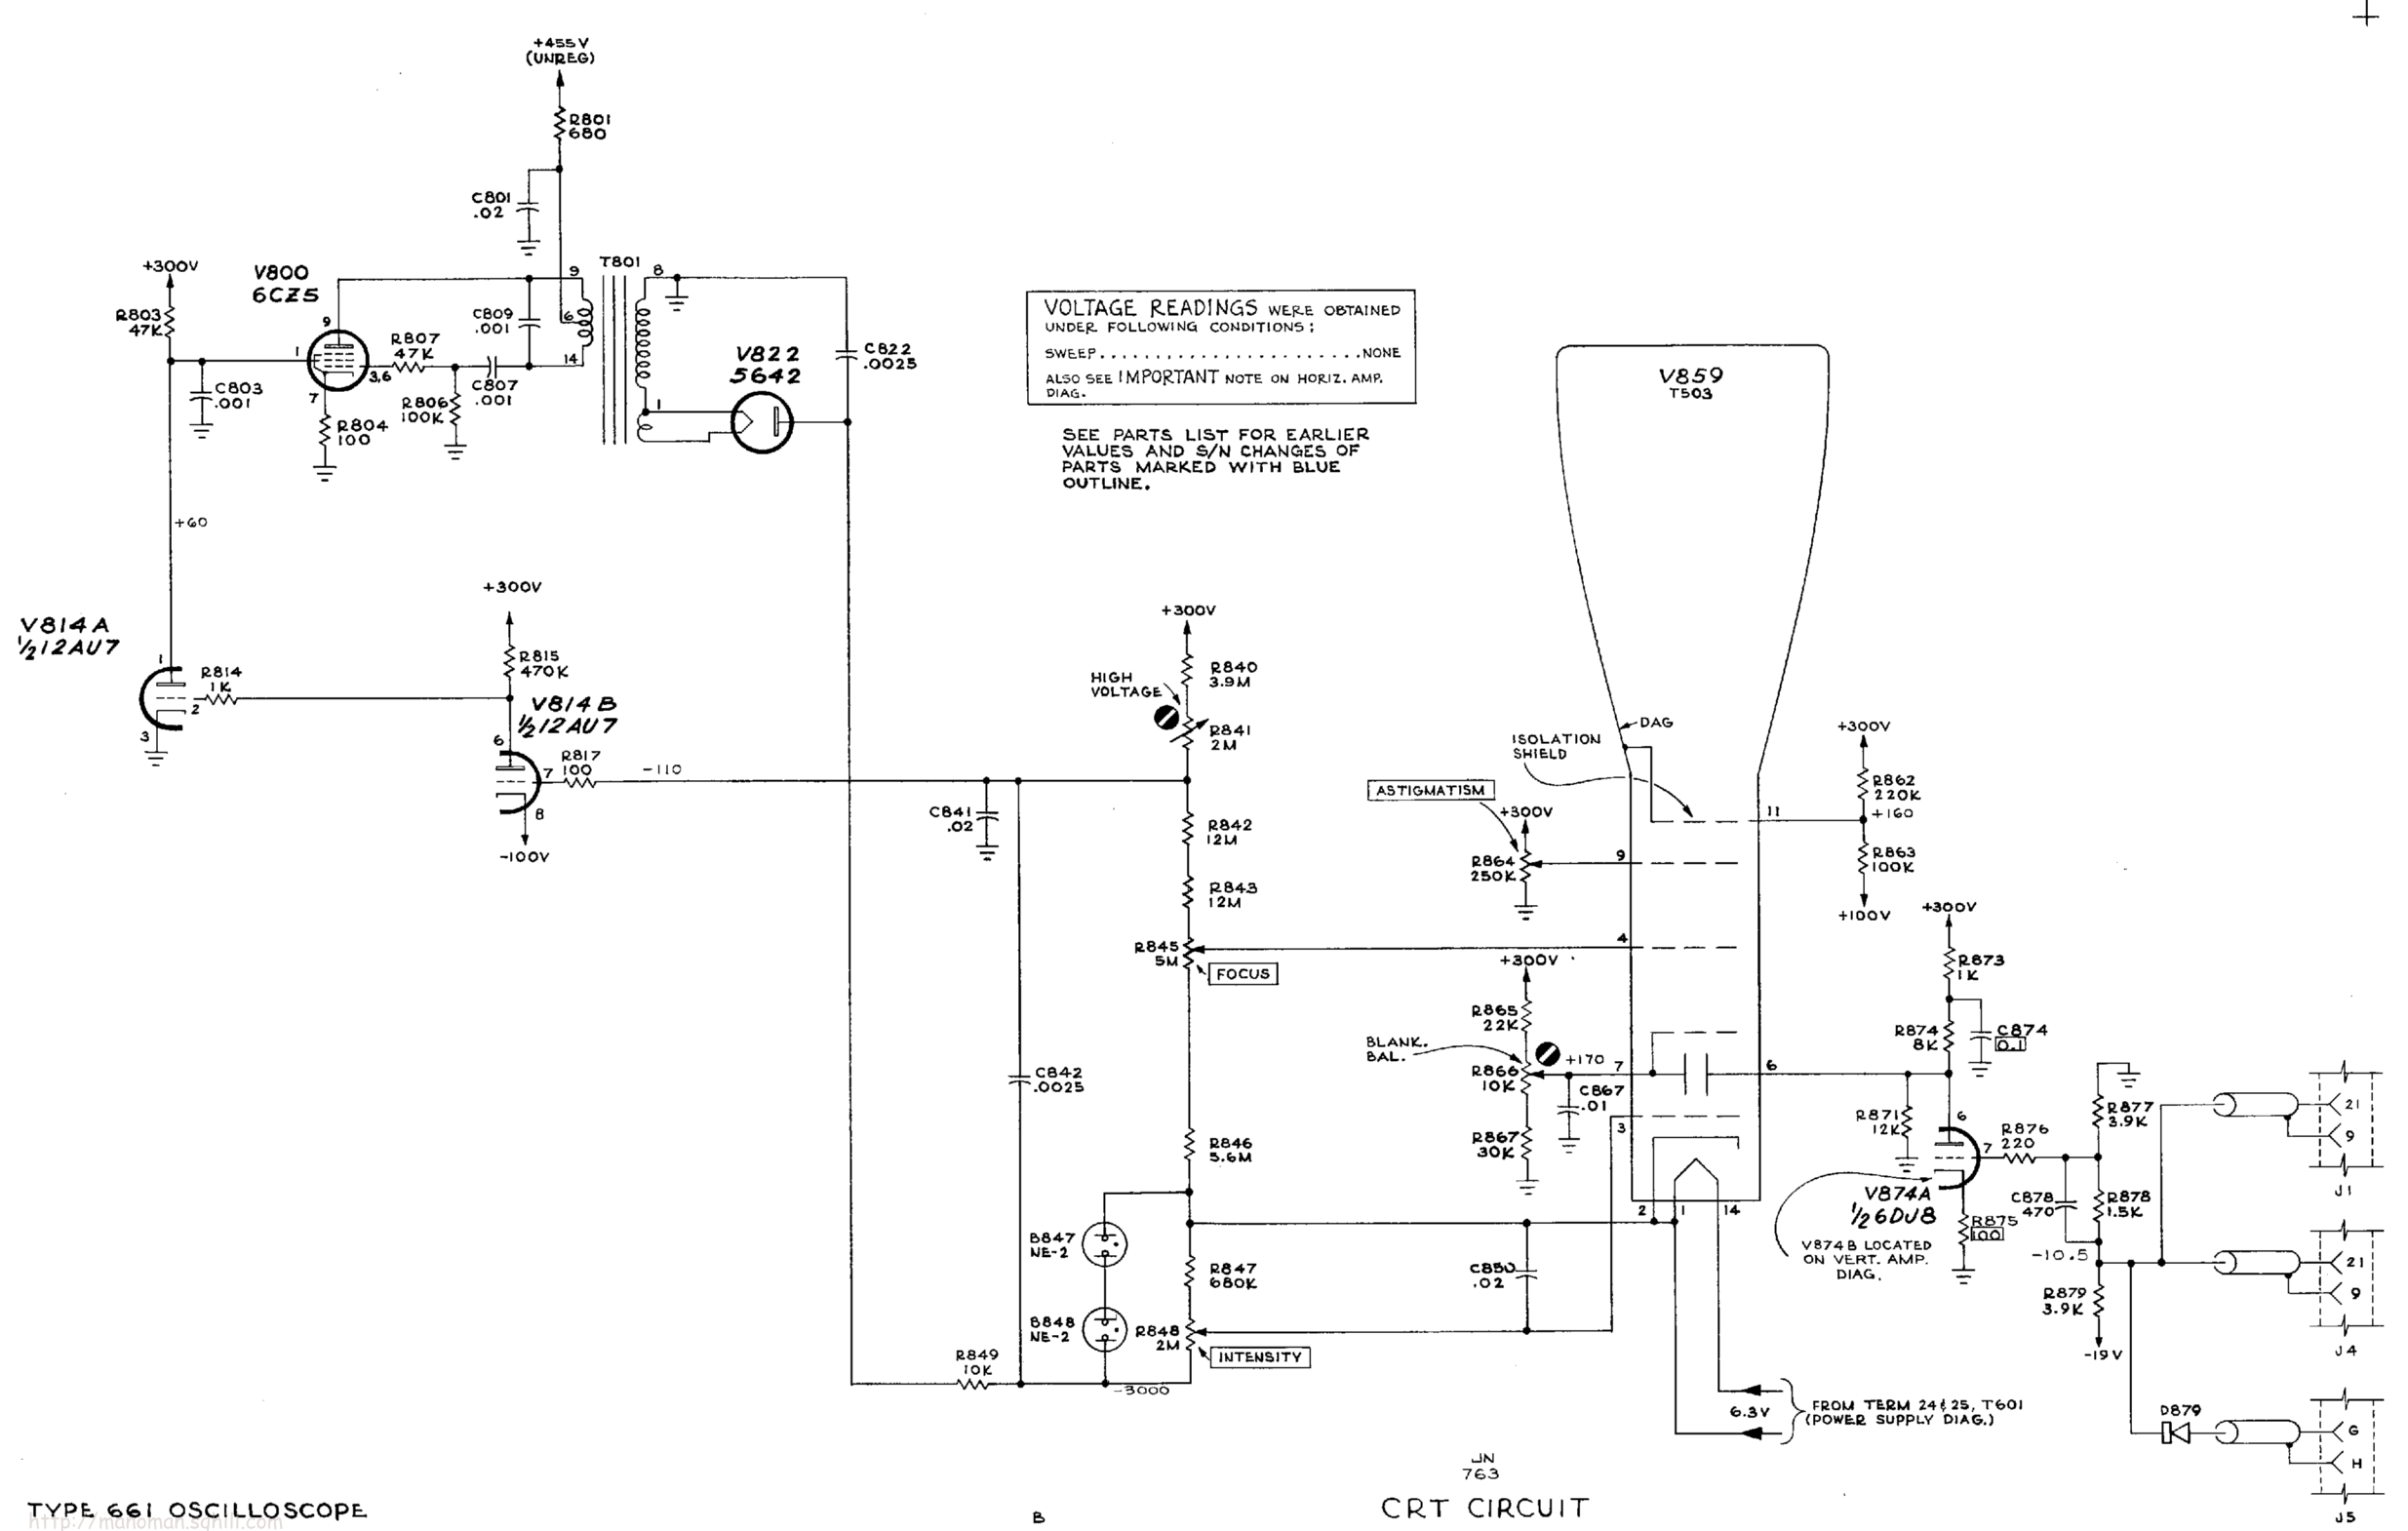 +455V
(UNREG)
R801
680
C801
.02
+300V
R803
47K
C803
.001
V800
6CZ5
9
1
7
3,6
R804
100
R807
47K
R806
100K
C809
.001
C807
.001
9
6
14
T801
8
1
V822
5642
C822
.0025
+60
V814A
1/2 12AU7
1
2
3
R814
1K
+300V
R815
470K
V814B
1/2 12AU7
6
7
8
R817
100
-110
-100V
VOLTAGE READINGS WERE OBTAINED
UNDER FOLLOWING CONDITIONS:
SWEEP.......................NONE
ALSO SEE IMPORTANT NOTE ON HORIZ. AMP.
DIAG.
SEE PARTS LIST FOR EARLIER
VALUES AND S/N CHANGES OF
PARTS MARKED WITH BLUE
OUTLINE.
+300V
R840
3.9M
HIGH
VOLTAGE
R841
2M
C841
.02
R842
12M
R843
12M
R845
5M
FOCUS
C842
.0025
R846
5.6M
B847
NE-2
R847
680K
B848
NE-2
R848
2M
INTENSITY
R849
10K
-3000
V859
T503
DAG
ISOLATION
SHIELD
ASTIGMATISM
+300V
R864
250K
9
4
11
+300V
R862
220K
+160
R863
100K
+100V
+300V
R865
22K
BLANK.
BAL.
R866
10K
+170
7
C867
.01
R867
30K
6
3
2
1
14
C850
.02
+300V
R873
1K
R874
8K
C874
0.1
R871
12K
6
7
R876
220
V874A
1/2 6DU8
R875
100
V874B LOCATED
ON VERT. AMP.
DIAG.
R877
3.9K
C878
470
R878
1.5K
-10.5
R879
3.9K
-19V
21
9
J1
21
9
J4
D879
G
H
J5
6.3V
FROM TERM 24 & 25, T601
(POWER SUPPLY DIAG.)
JN
763
TYPE 661 OSCILLOSCOPE
B
CRT CIRCUIT
http://manoman.sqhill.com